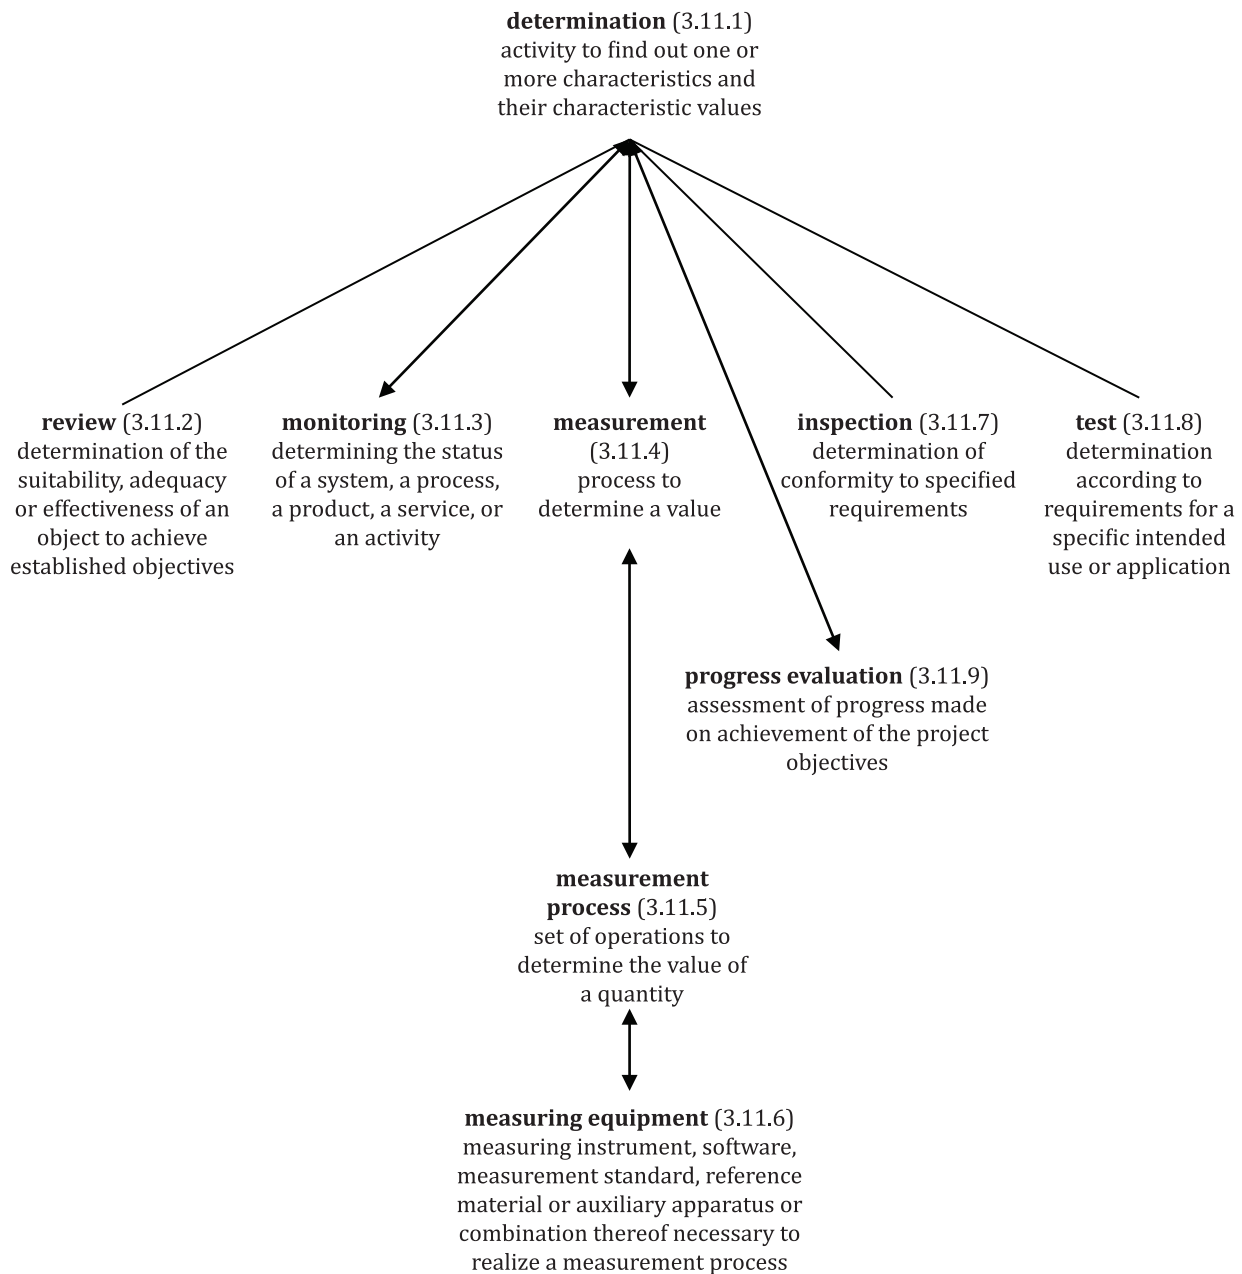 determination (3.11.1)
activity to find out one or
more characteristics and
their characteristic values
review (3.11.2)
determination of the
suitability, adequacy
or effectiveness of an
object to achieve
established objectives
monitoring (3.11.3)
determining the status
of a system, a process,
a product, a service, or
an activity
measurement
(3.11.4)
process to
determine a value
inspection (3.11.7)
determination of
conformity to specified
requirements
test (3.11.8)
determination
according to
requirements for a
specific intended
use or application
progress evaluation (3.11.9)
assessment of progress made
on achievement of the project
objectives
measurement
process (3.11.5)
set of operations to
determine the value of
a quantity
measuring equipment (3.11.6)
measuring instrument, software,
measurement standard, reference
material or auxiliary apparatus or
combination thereof necessary to
realize a measurement process